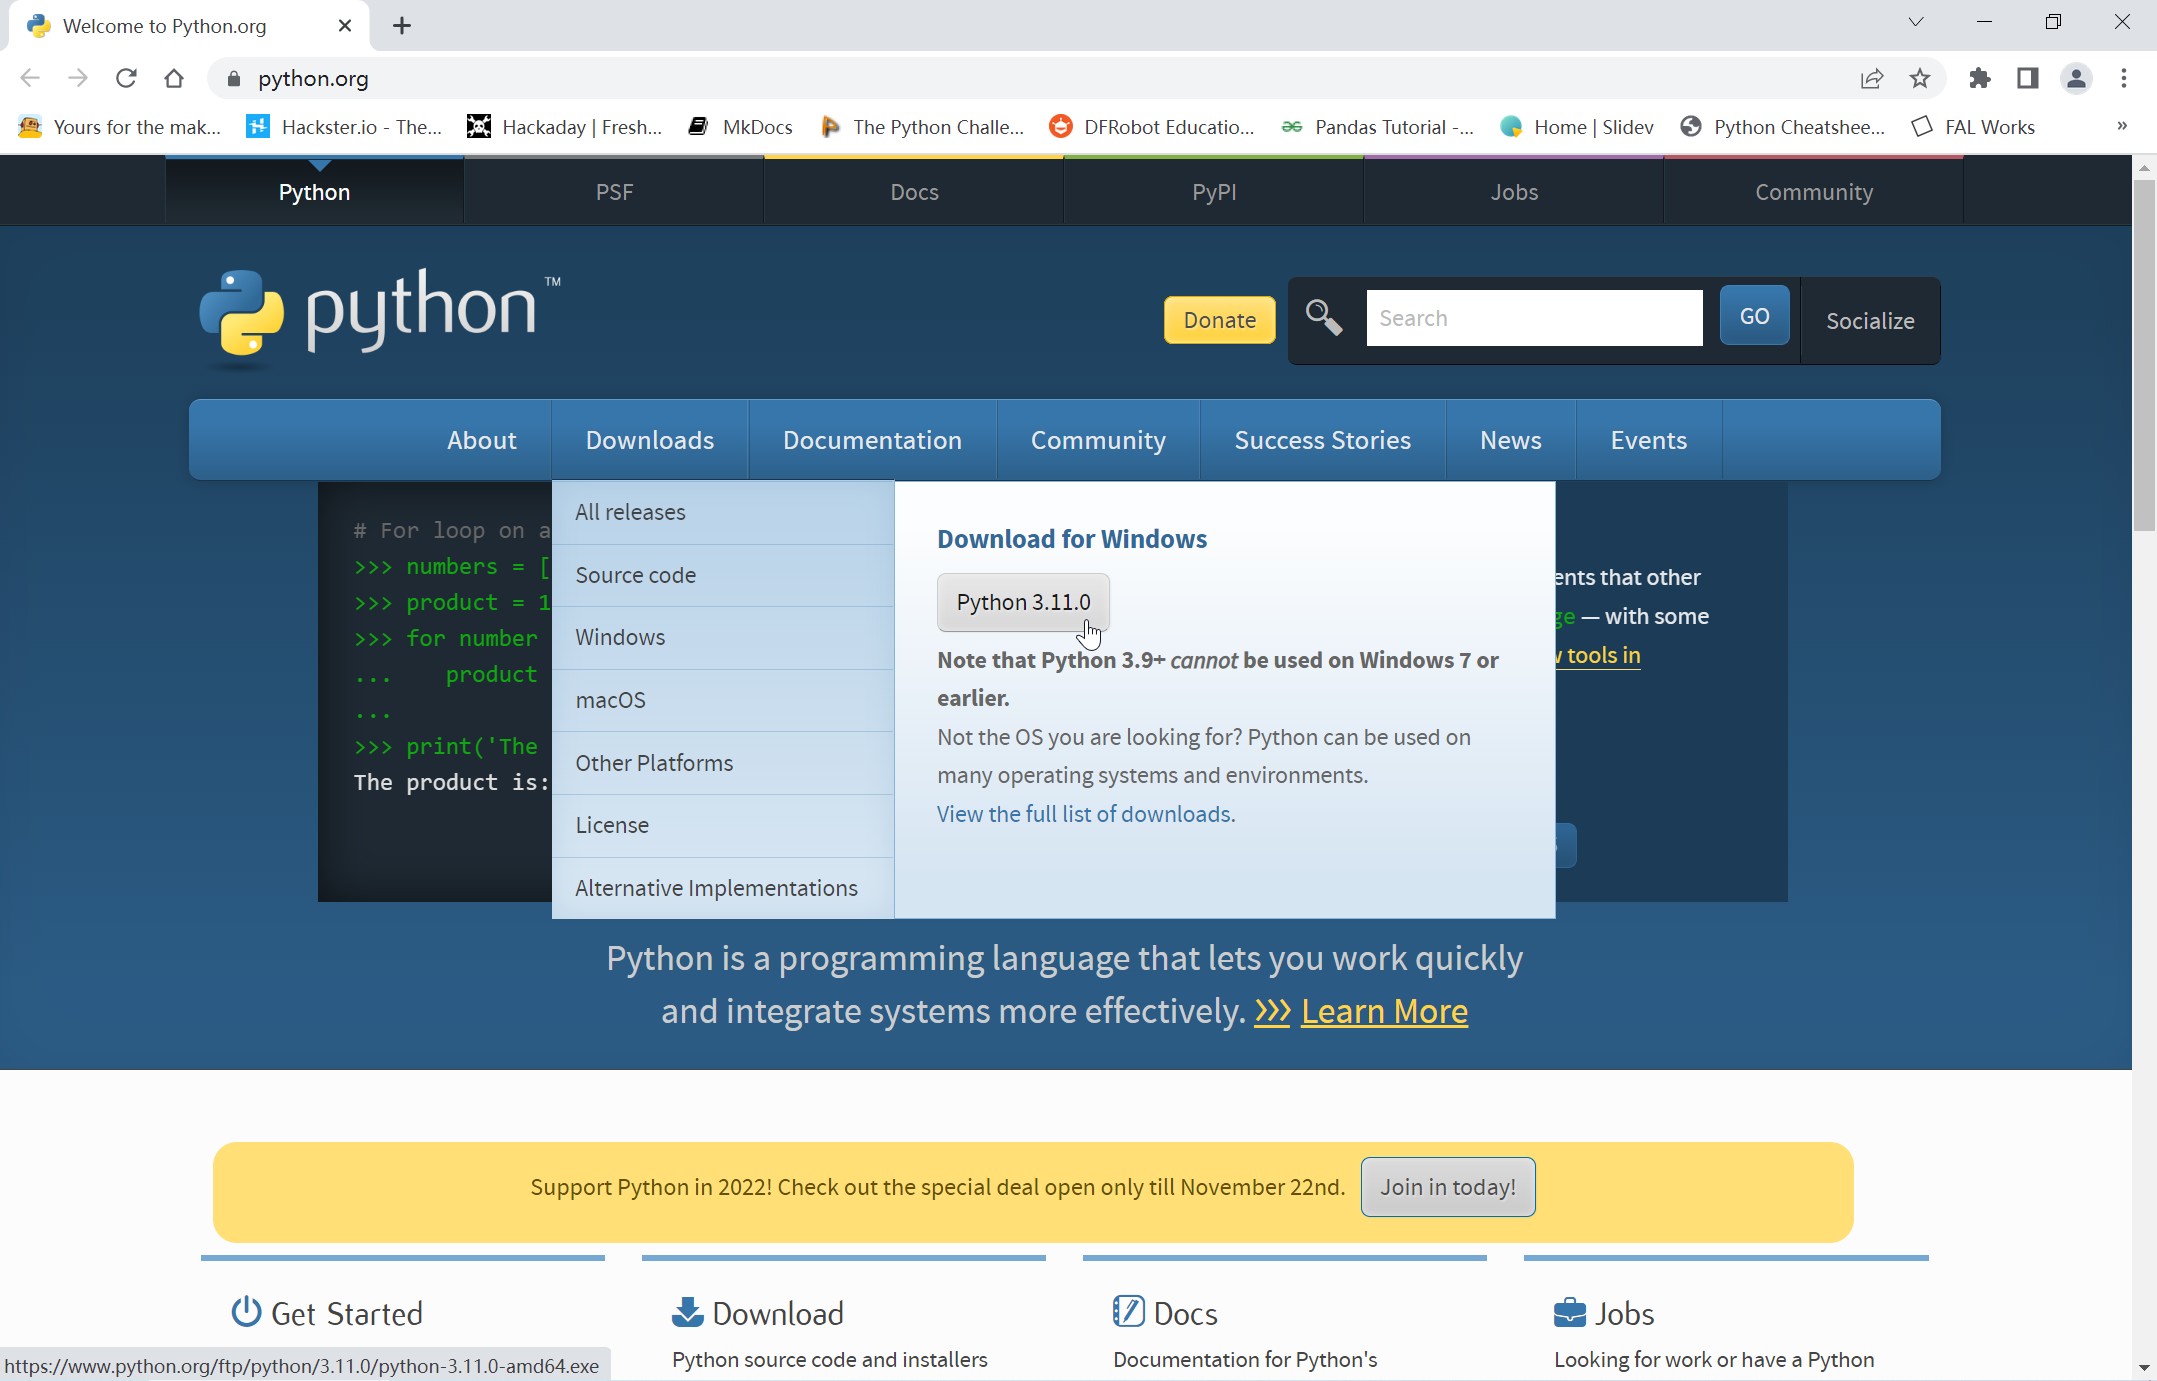 Welcome to Python.org
python.org
Yours for the mak...
Hackster.io - The...
Hackaday | Fresh...
MkDocs
The Python Challe...
DFRobot Educatio...
Pandas Tutorial -...
Home | Slidev
Python Cheatshee...
FAL Works
»
Python
PSF
Docs
PyPI
Jobs
Community
python™
Donate
Search
GO
Socialize
About
Downloads
Documentation
Community
Success Stories
News
Events
# For loop on a
>>> numbers = [
>>> product = 1
>>> for number
... product
...
>>> print('The
The product is:
All releases
Source code
Windows
macOS
Other Platforms
License
Alternative Implementations
Download for Windows
Python 3.11.0
Note that Python 3.9+ cannot be used on Windows 7 or
earlier.
Not the OS you are looking for? Python can be used on
many operating systems and environments.
View the full list of downloads.
ents that other
ge — with some
tools in
Python is a programming language that lets you work quickly
and integrate systems more effectively. >>> Learn More
Support Python in 2022! Check out the special deal open only till November 22nd.
Join in today!
Get Started
Download
Python source code and installers
Docs
Documentation for Python's
Jobs
Looking for work or have a Python
https://www.python.org/ftp/python/3.11.0/python-3.11.0-amd64.exe